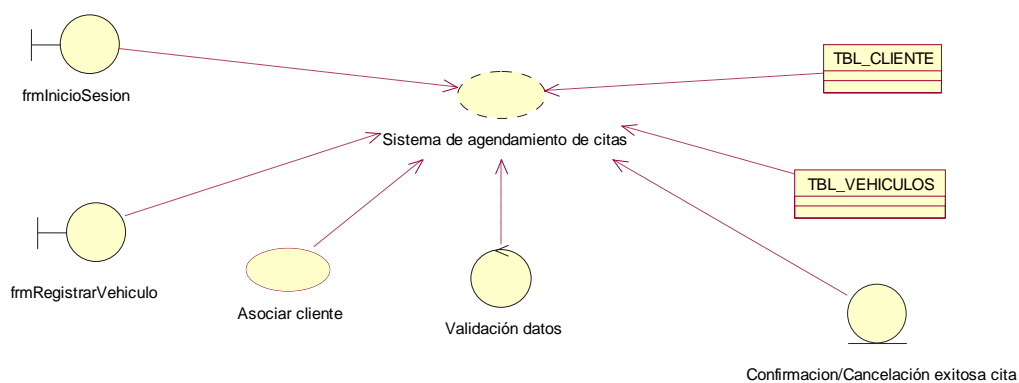 frmInicioSesion
TBL_CLIENTE
Sistema de agendamiento de citas
TBL_VEHICULOS
frmRegistrarVehiculo
Asociar cliente
Validación datos
Confirmacion/Cancelación exitosa cita